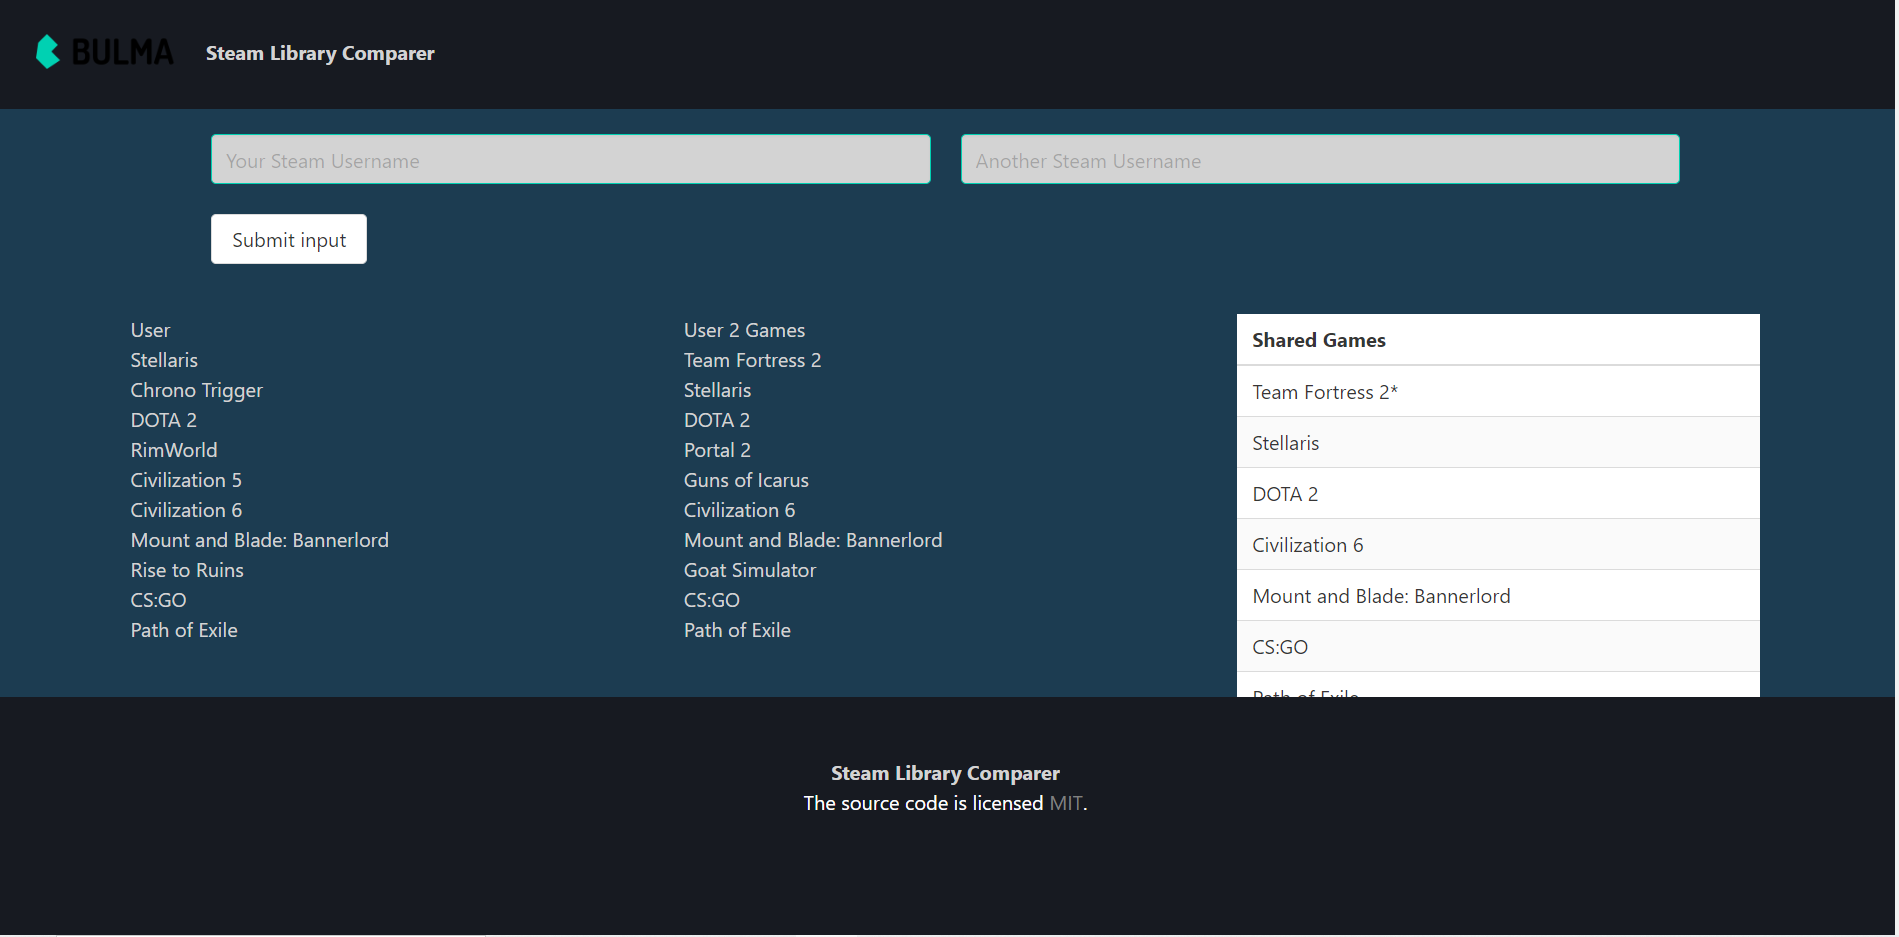 BULMA
Steam Library Comparer
Your Steam Username
Another Steam Username
Submit input
User
Stellaris
Chrono Trigger
DOTA 2
RimWorld
Civilization 5
Civilization 6
Mount and Blade: Bannerlord
Rise to Ruins
CS:GO
Path of Exile
User 2 Games
Team Fortress 2
Stellaris
DOTA 2
Portal 2
Guns of Icarus
Civilization 6
Mount and Blade: Bannerlord
Goat Simulator
CS:GO
Path of Exile
Shared Games
Team Fortress 2*
Stellaris
DOTA 2
Civilization 6
Mount and Blade: Bannerlord
CS:GO
Path of Exile
Steam Library Comparer
The source code is licensed MIT.